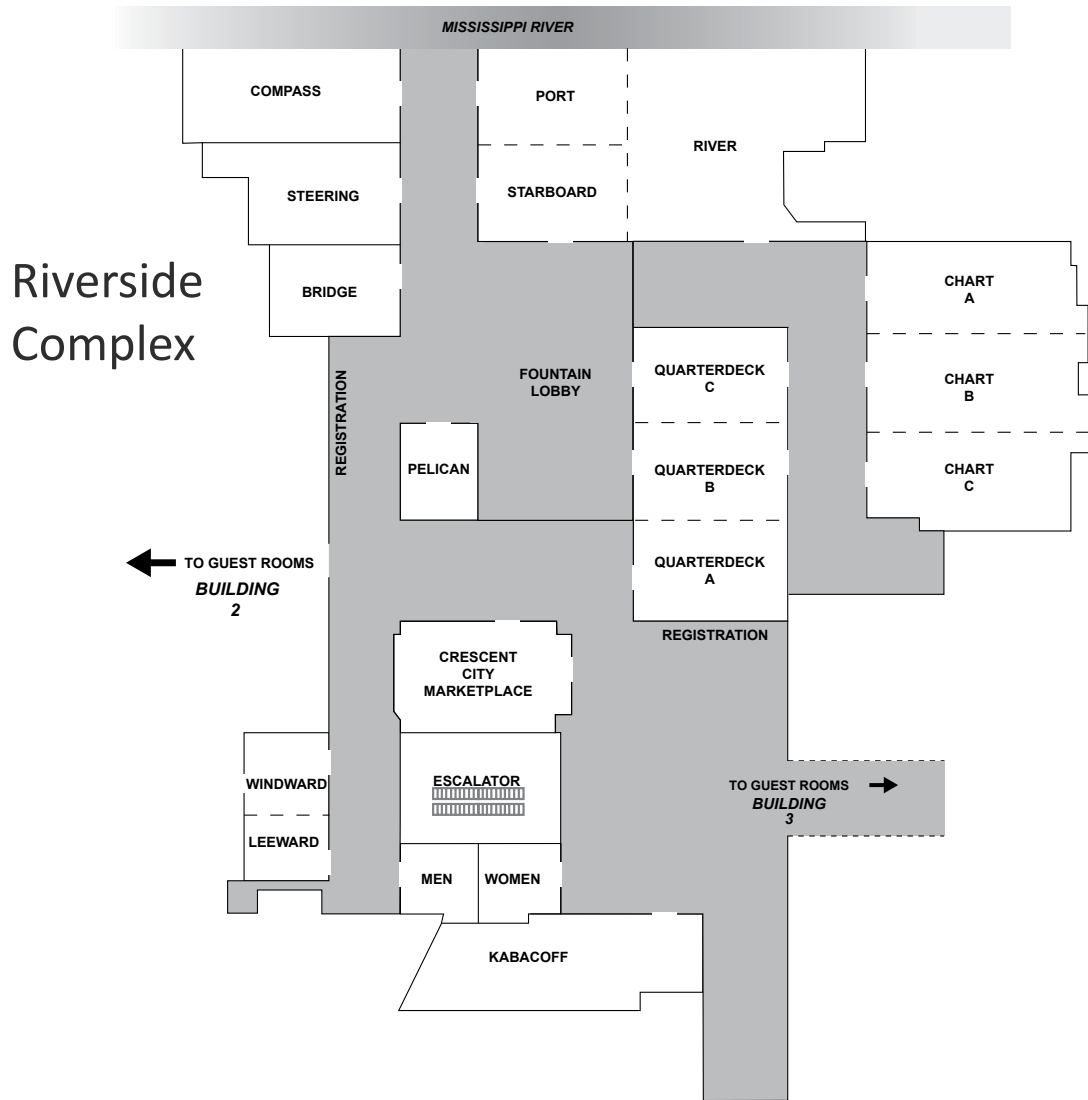 MISSISSIPPI RIVER
COMPASS
PORT
RIVER
STEERING
STARBOARD
Riverside
Complex
BRIDGE
CHART
A
REGISTRATION
FOUNTAIN
LOBBY
QUARTERDECK
C
CHART
B
PELICAN
QUARTERDECK
B
CHART
C
TO GUEST ROOMS
BUILDING
2
QUARTERDECK
A
REGISTRATION
CRESCENT
CITY
MARKETPLACE
WINDWARD
ESCALATOR
TO GUEST ROOMS
BUILDING
3
LEEWARD
MEN
WOMEN
KABACOFF